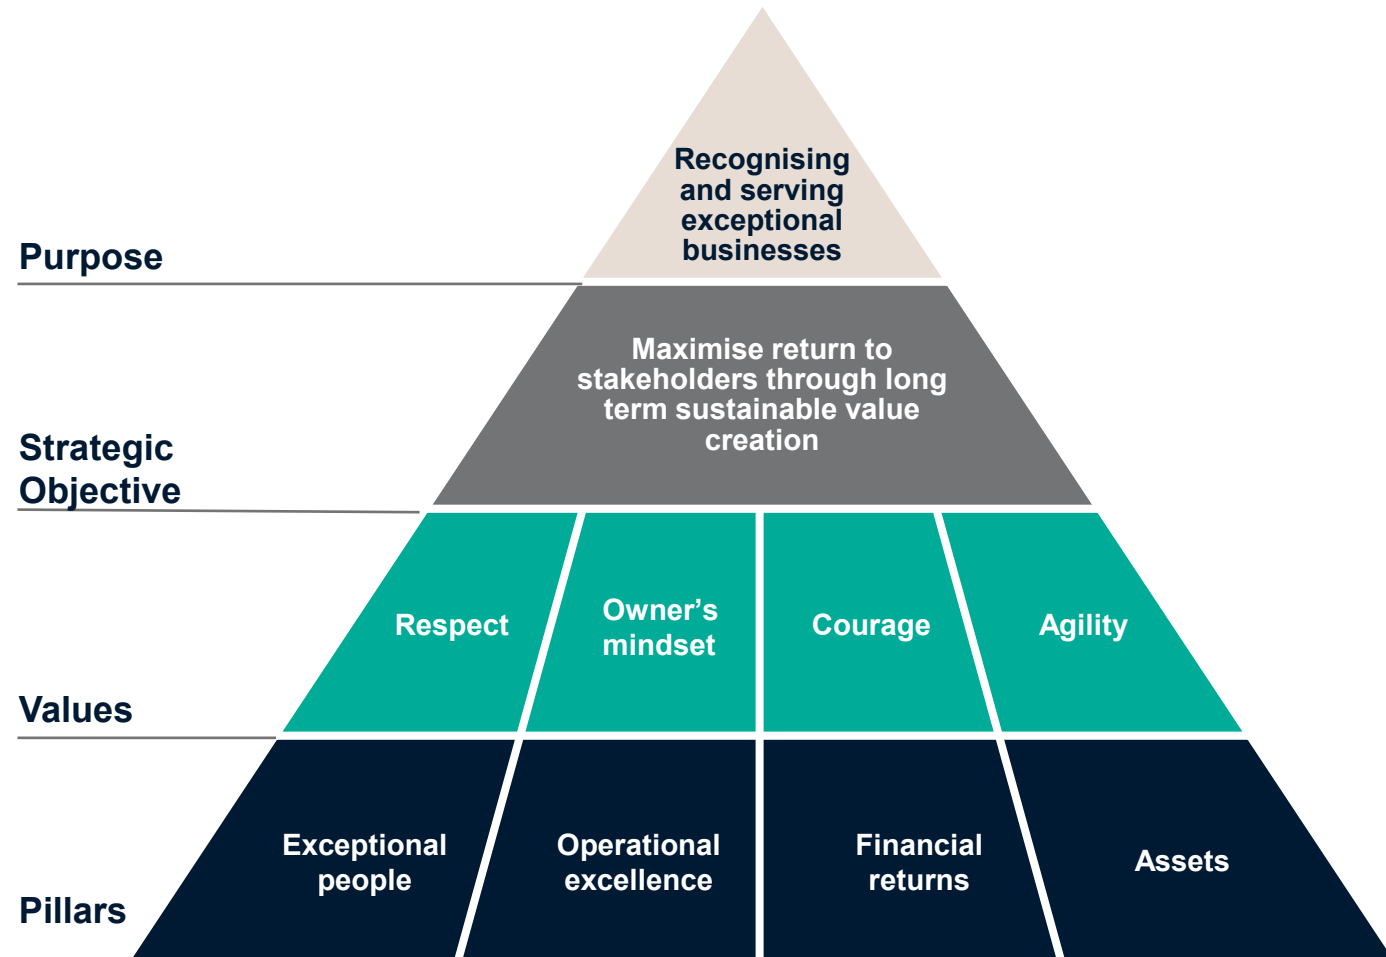 Recognising
and serving
exceptional
businesses
Purpose
Maximise return to
stakeholders through long
term sustainable value
creation
Strategic
Objective
Respect
Owner’s
mindset
Courage
Agility
Values
Exceptional
people
Operational
excellence
Financial
returns
Assets
Pillars